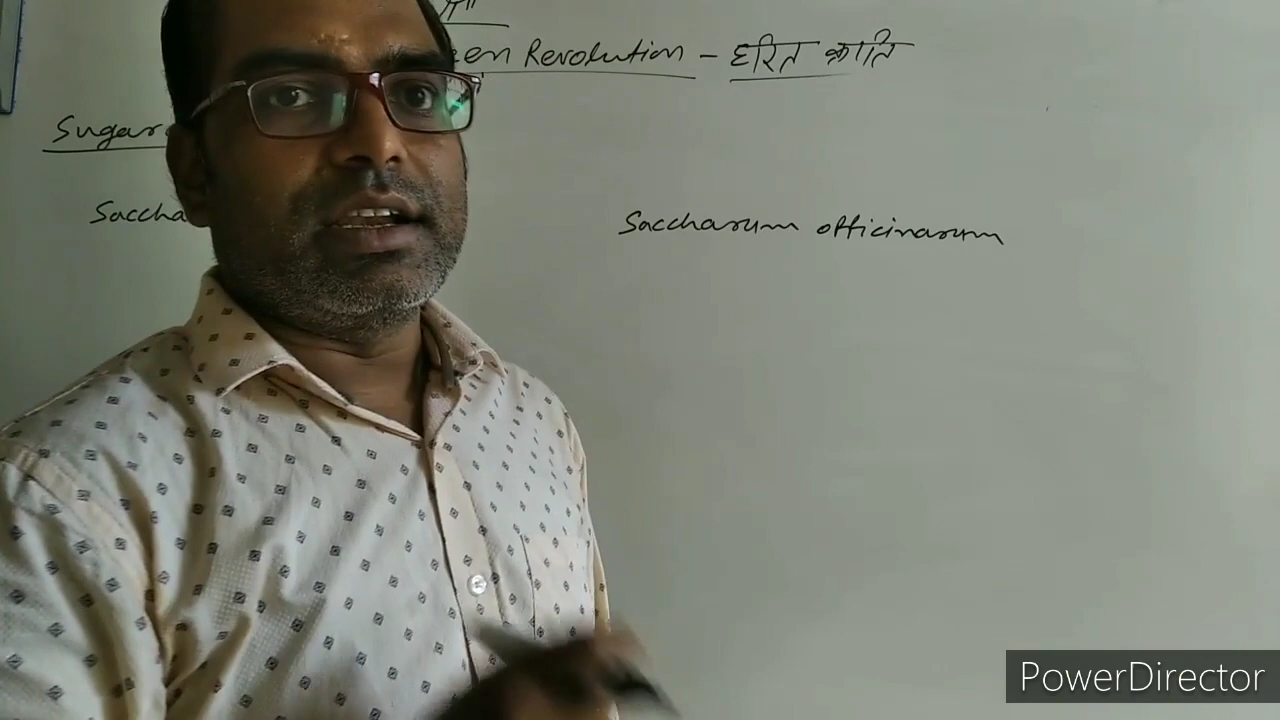 een Revolution - हरित क्राति
Sugar
Saccha
Saccharum officinarum
PowerDirector